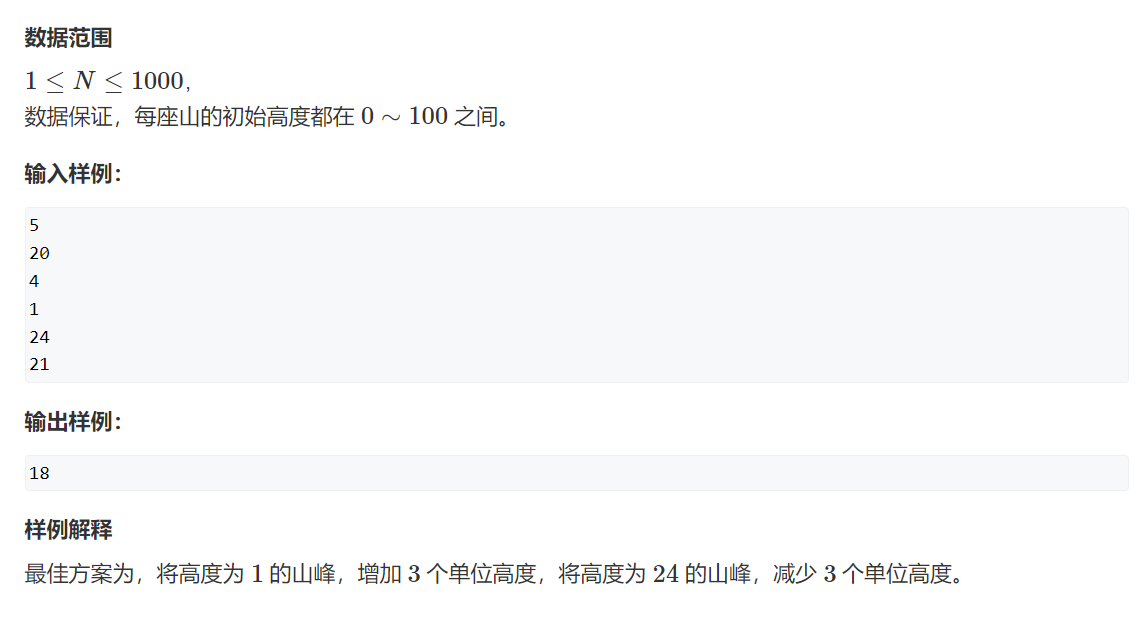 数据范围
1 ≤ N ≤ 1000,
数据保证，每座山的初始高度都在 0 ∼ 100 之间。
输入样例：
5
20
4
1
24
21
输出样例：
18
样例解释
最佳方案为，将高度为 1 的山峰，增加 3 个单位高度，将高度为 24 的山峰，减少 3 个单位高度。